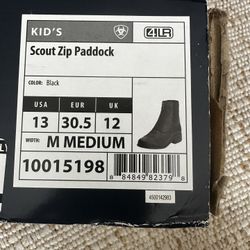 KID'S
4LR
Scout Zip Paddock
COLOR: Black
USA EUR UK
13 30.5 12
WIDTH: M MEDIUM
10015198
8 84849 82379 8
4500142983